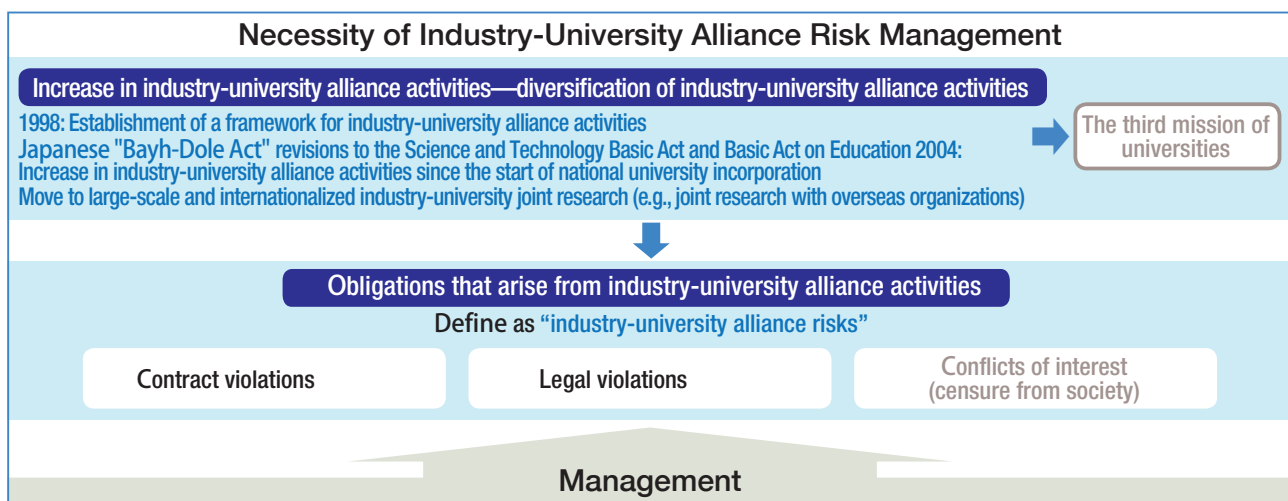 Necessity of Industry-University Alliance Risk Management
Increase in industry-university alliance activities—diversification of industry-university alliance activities
1998: Establishment of a framework for industry-university alliance activities
Japanese "Bayh-Dole Act" revisions to the Science and Technology Basic Act and Basic Act on Education 2004:
Increase in industry-university alliance activities since the start of national university incorporation
Move to large-scale and internationalized industry-university joint research (e.g., joint research with overseas organizations)
The third mission of
universities
Obligations that arise from industry-university alliance activities
Define as “industry-university alliance risks”
Contract violations
Legal violations
Conflicts of interest
(censure from society)
Management